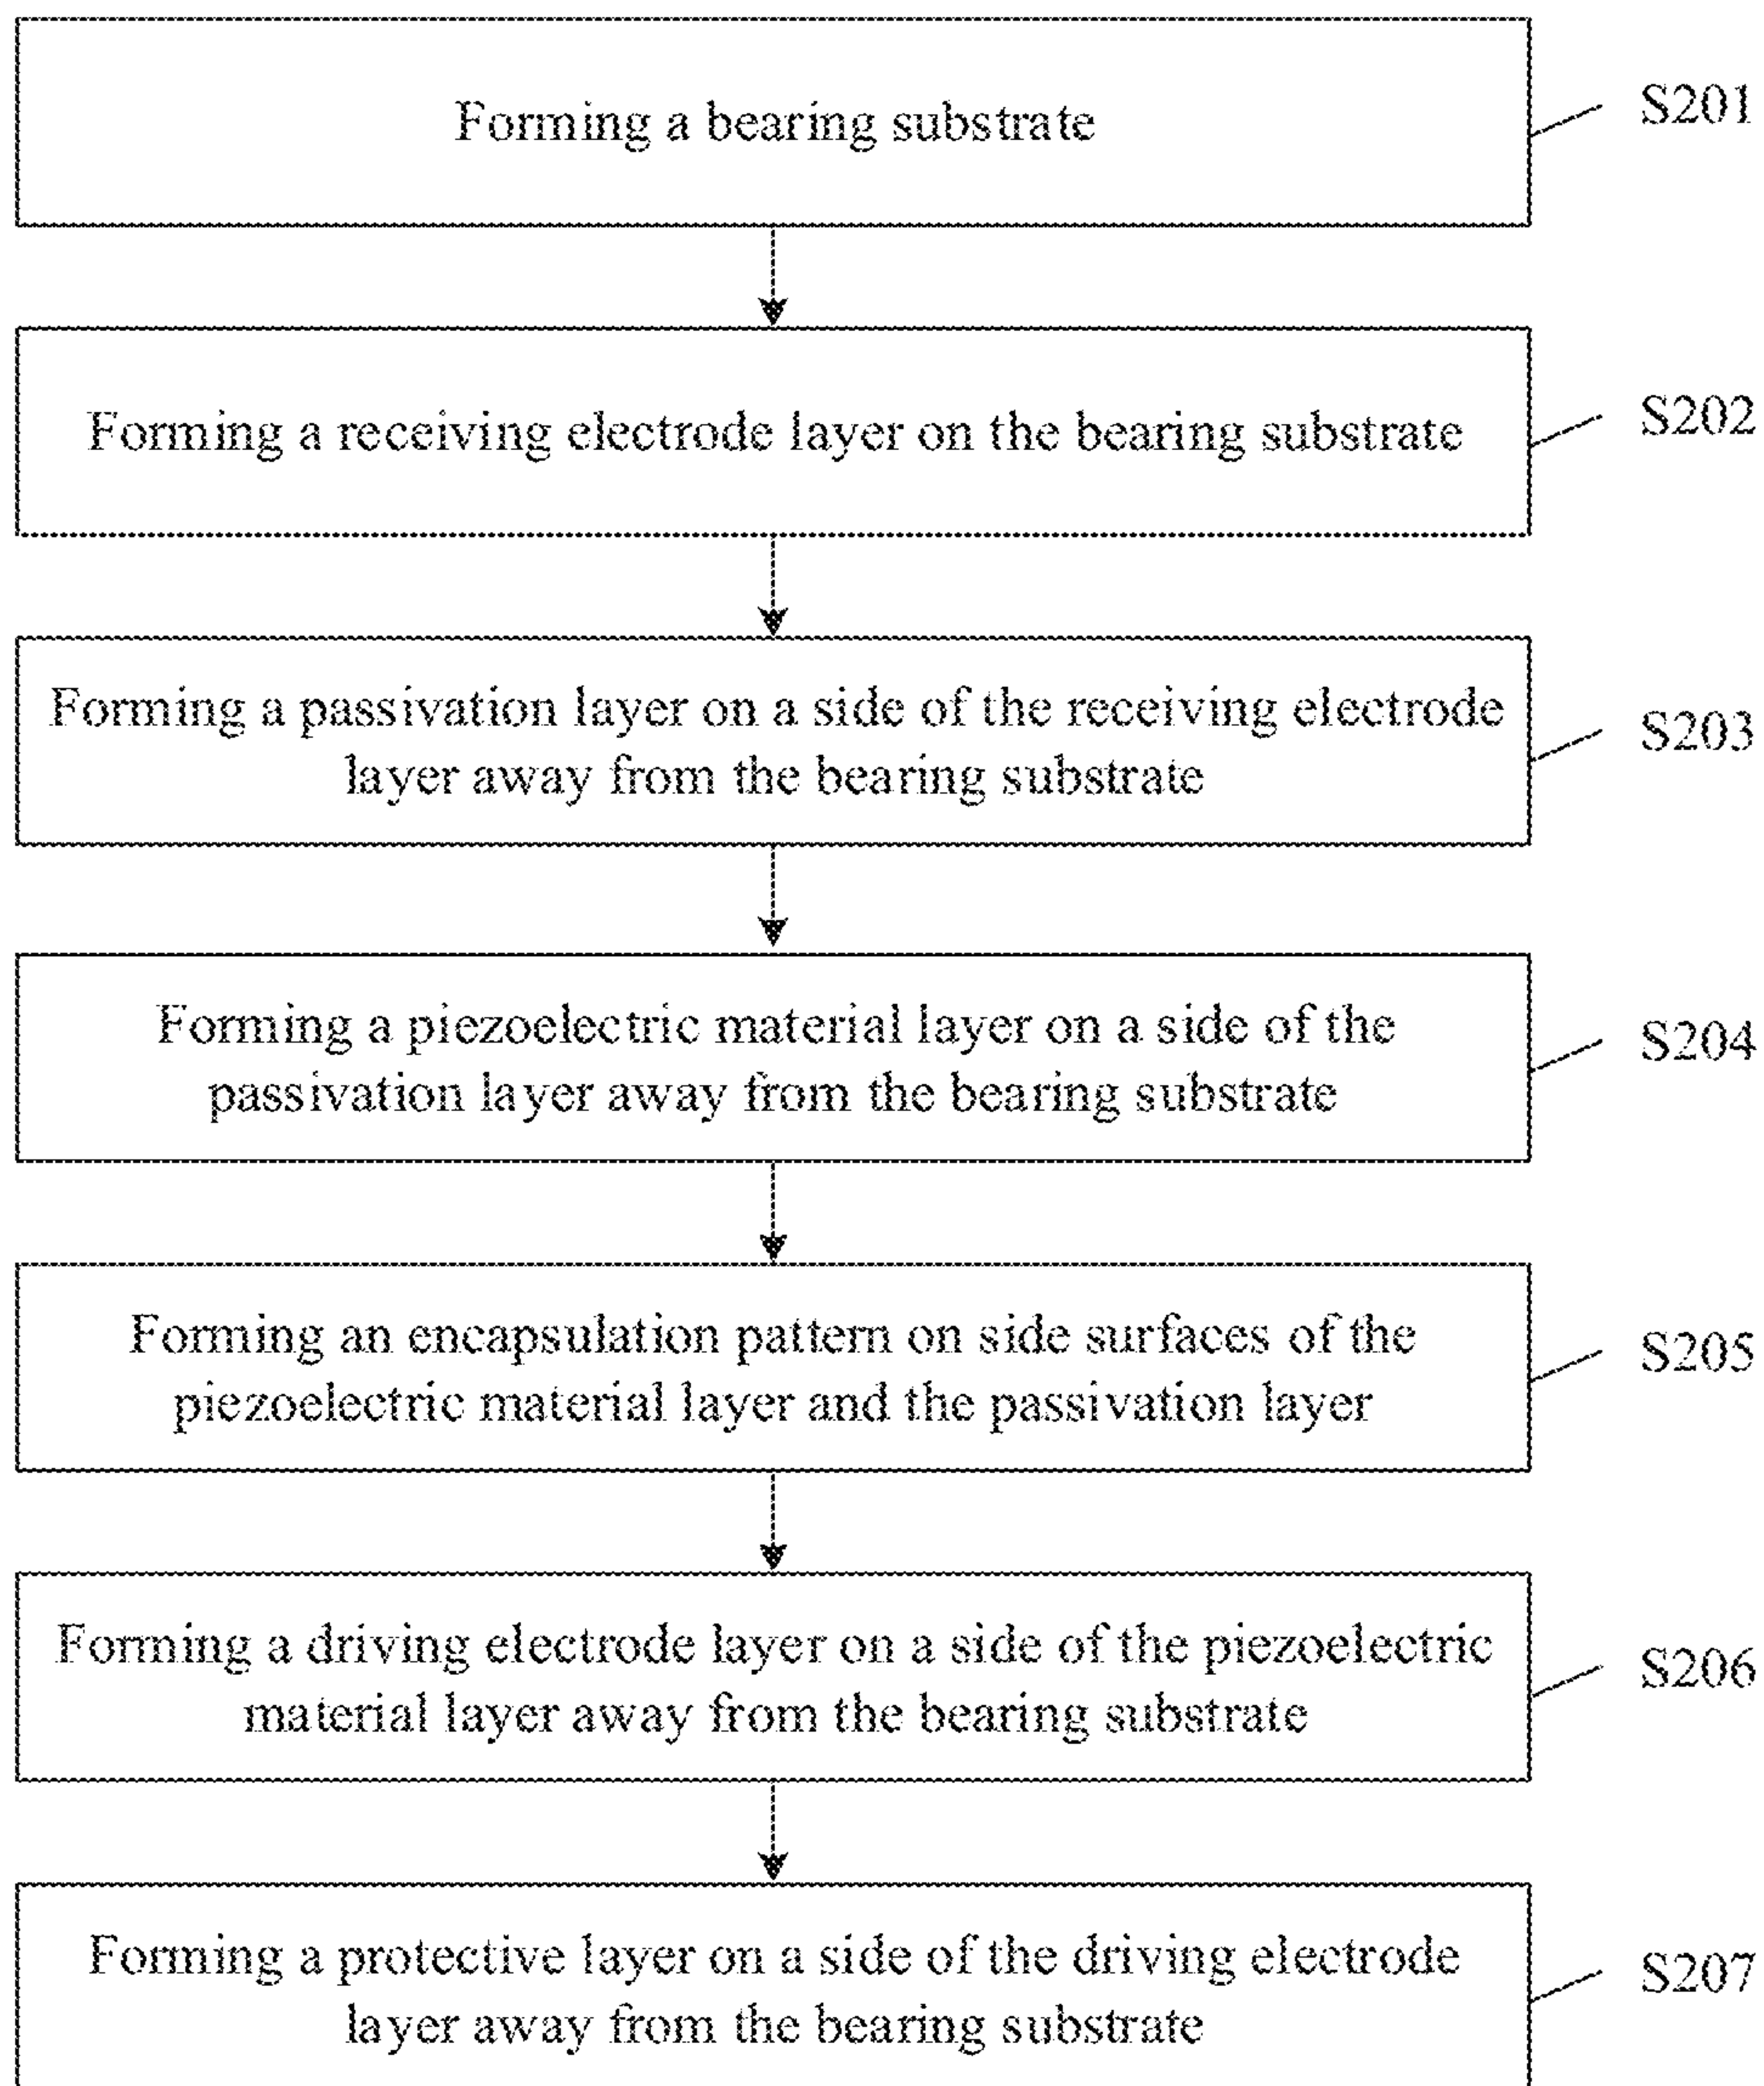 Forming a bearing substrate
S201
Forming a receiving electrode layer on the bearing substrate
S202
Forming a passivation layer on a side of the receiving electrode
layer away from the bearing substrate
S203
Forming a piezoelectric material layer on a side of the
passivation layer away from the bearing substrate
S204
Forming an encapsulation pattern on side surfaces of the
piezoelectric material layer and the passivation layer
S205
Forming a driving electrode layer on a side of the piezoelectric
material layer away from the bearing substrate
S206
Forming a protective layer on a side of the driving electrode
layer away from the bearing substrate
S207